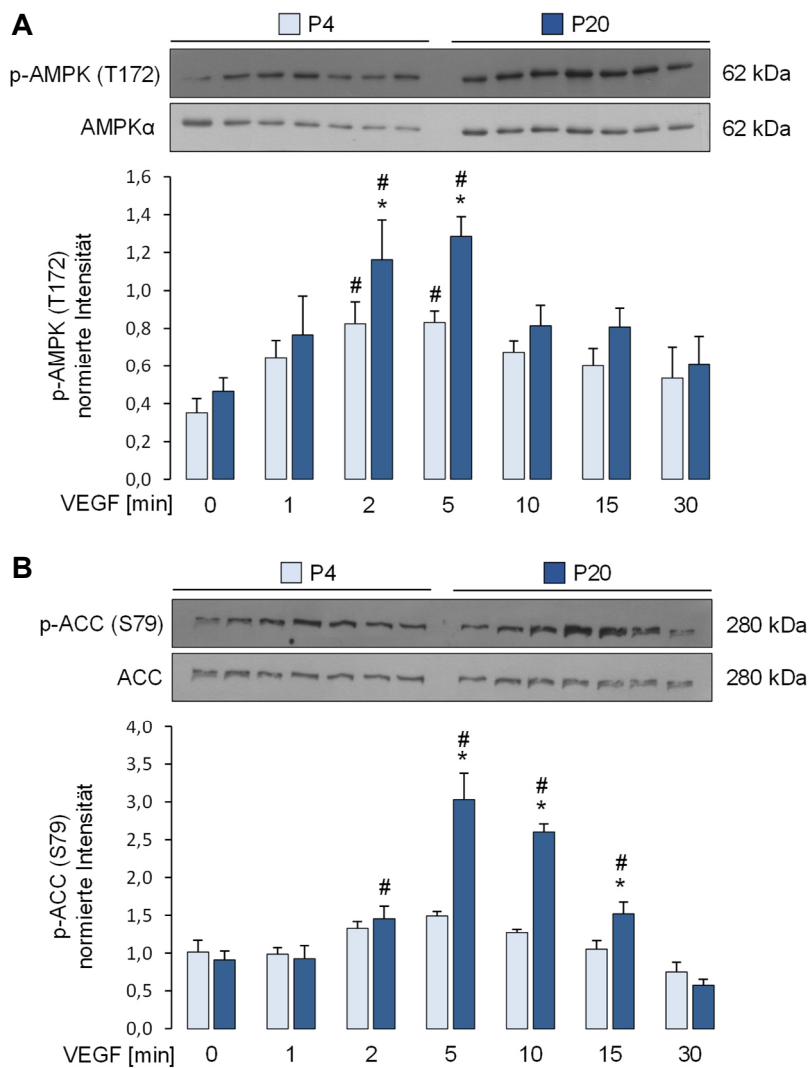 A
P4 P20
p-AMPK (T172) 62 kDa
AMPKα 62 kDa
p-AMPK (T172)
normierte Intensität
1,6
1,4
1,2
1,0
0,8
0,6
0,4
0,2
0,0
# * # * # #
VEGF [min] 0 1 2 5 10 15 30
B
P4 P20
p-ACC (S79) 280 kDa
ACC 280 kDa
p-ACC (S79)
normierte Intensität
4,0
3,5
3,0
2,5
2,0
1,5
1,0
0,5
0,0
# # * # * # *
VEGF [min] 0 1 2 5 10 15 30